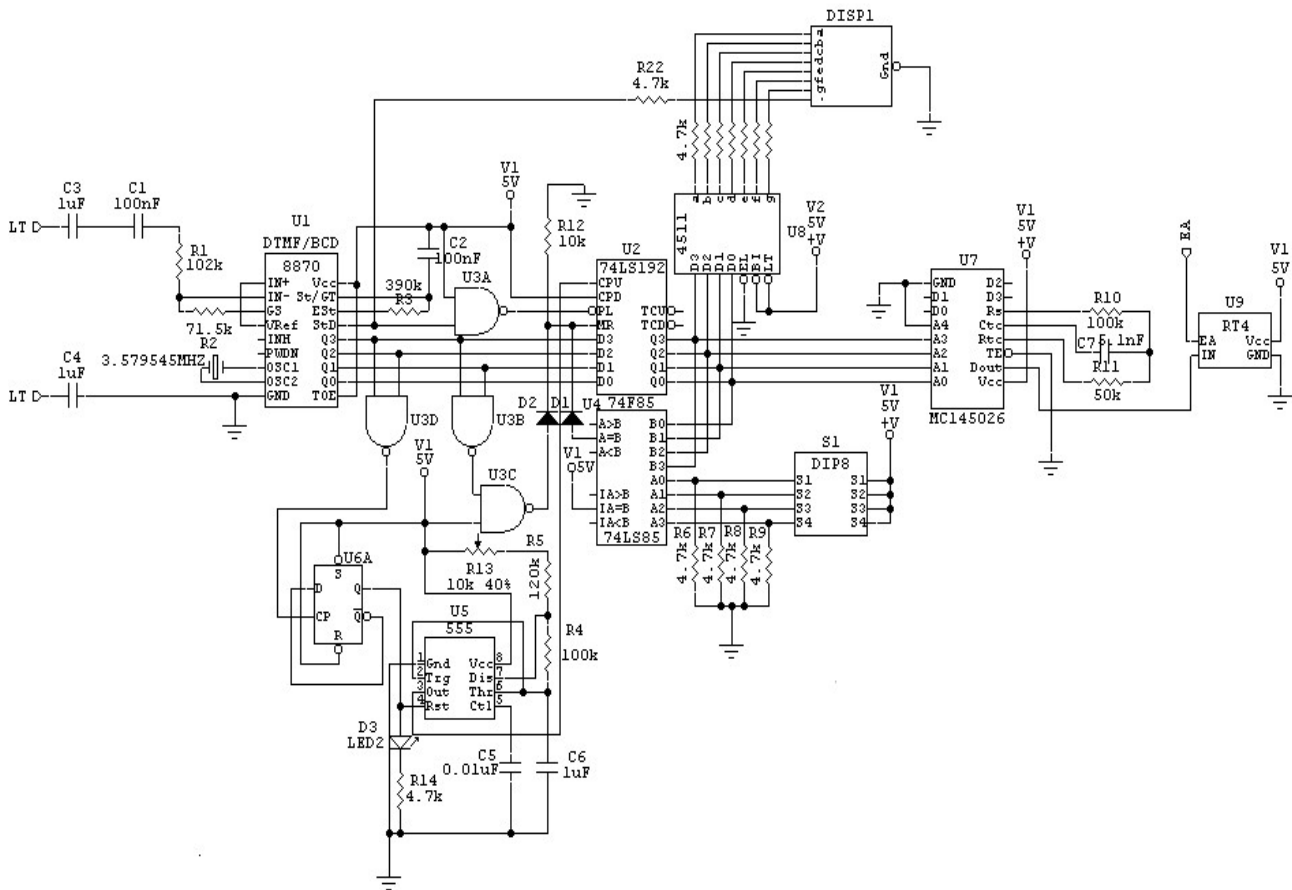 DISP1
a
b
c
d
e
f
g
.
Gnd
R22
4.7k
4.7k
C3
1uF
C1
100nF
LT
R1
102k
U1
DTMF/BCD
8870
IN+
IN-
GS
VRef
INH
PWDN
OSC1
OSC2
GND
Vcc
St/GT
ESt
StD
Q3
Q2
Q1
Q0
TOE
71.5k
R2
3.579545MHZ
C4
1uF
LT
V1
5V
C2
100nF
390k
R3
U3A
R12
10k
U2
74LS192
CPU
CPD
PL
MR
D3
D2
D1
D0
TCU
TCD
Q3
Q2
Q1
Q0
a
b
c
d
e
f
g
4511
U8
D3
D2
D1
D0
EL
BI
LT
V2
5V
+V
V1
5V
+V
U7
GND
D1
D0
A4
A3
A2
A1
A0
D2
D3
Rs
Ctc
Rtc
TE
Dout
Vcc
MC145026
R10
100k
C7
5.1nF
R11
50k
EA
V1
5V
U9
RT4
EA
IN
Vcc
GND
U3D
U3B
D2
D1
U4
74F85
A>B
A=B
A<B
IA>B
IA=B
IA<B
B0
B1
B2
B3
A0
A1
A2
A3
74LS85
V1
5V
V1
5V
U3C
V1
5V
+V
S1
DIP8
S1
S2
S3
S4
S1
S2
S3
S4
R6
4.7k
R7
4.7k
R8
4.7k
R9
4.7k
R13
10k 40%
R5
120k
R4
100k
U6A
S
D
Q
CP
Q
R
U5
555
1
Gnd
2
Trg
3
Out
4
Rst
8
Vcc
7
Dis
6
Thr
5
Ctl
D3
LED2
R14
4.7k
C5
0.01uF
C6
1uF